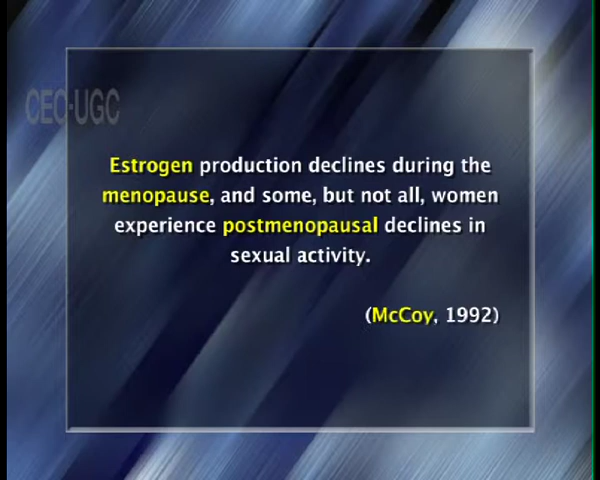 CEC-UGC
Estrogen production declines during the
menopause, and some, but not all, women
experience postmenopausal declines in
sexual activity.
(McCoy, 1992)